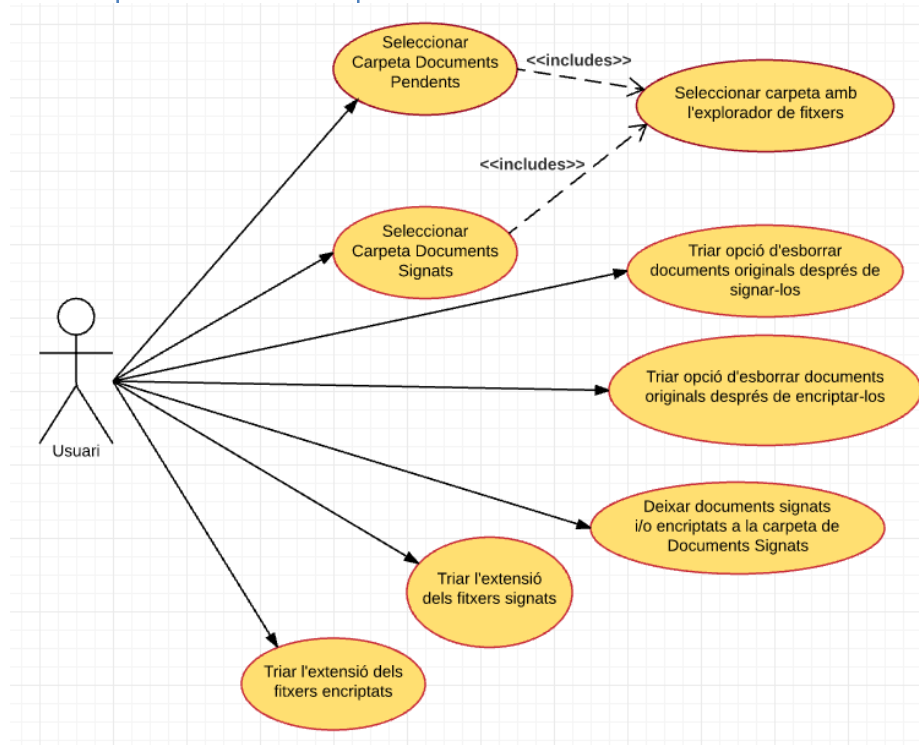 Seleccionar
Carpeta Documents
Pendents
<<includes>>
Seleccionar carpeta amb
l'explorador de fitxers
<<includes>>
Seleccionar
Carpeta Documents
Signats
Triar opció d'esborrar
documents originals després de
signar-los
Triar opció d'esborrar documents
originals després de encriptar-los
Usuari
Deixar documents signats
i/o encriptats a la carpeta de
Documents Signats
Triar l'extensió
dels fitxers signats
Triar l'extensió dels
fitxers encriptats